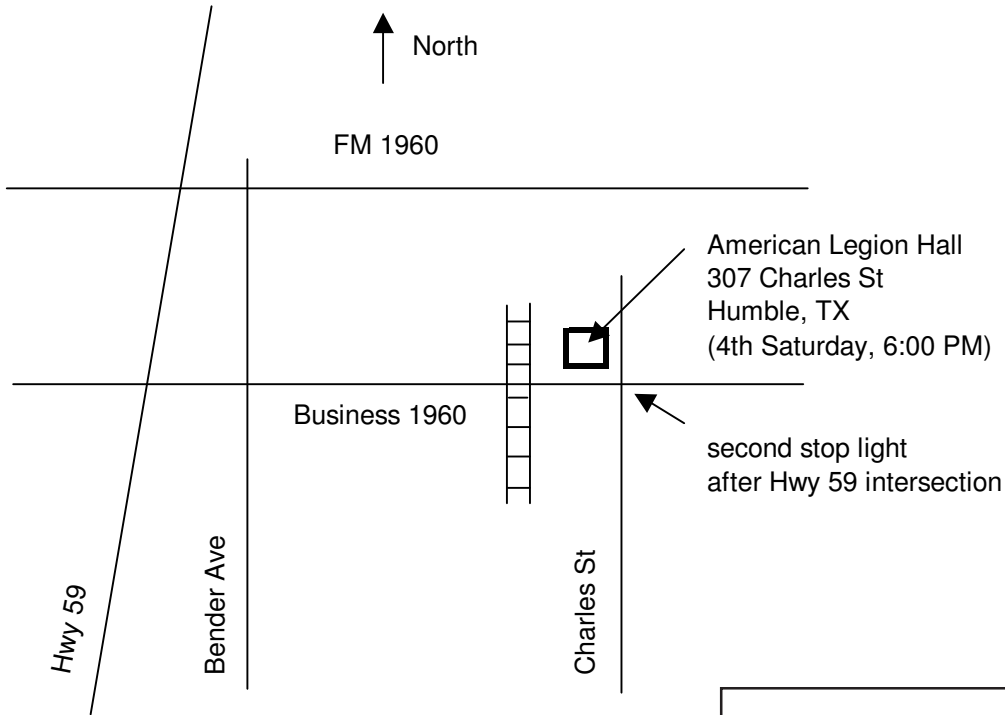 North
FM 1960
American Legion Hall
307 Charles St
Humble, TX
(4th Saturday, 6:00 PM)
Business 1960
second stop light
after Hwy 59 intersection
Hwy 59
Bender Ave
Charles St